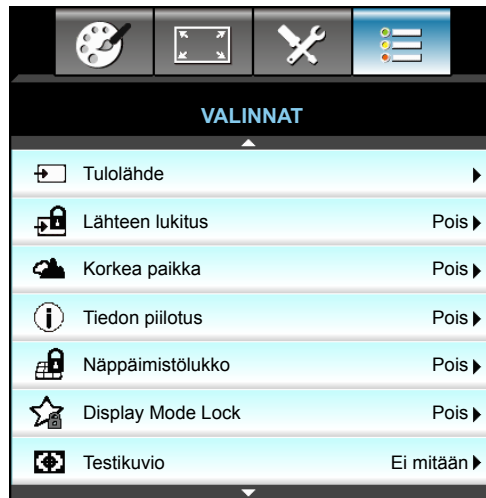 VALINNAT
Tulolähde
Lähteen lukitus Pois
Korkea paikka Pois
Tiedon piilotus Pois
Näppäimistölukko Pois
Display Mode Lock Pois
Testikuvio Ei mitään